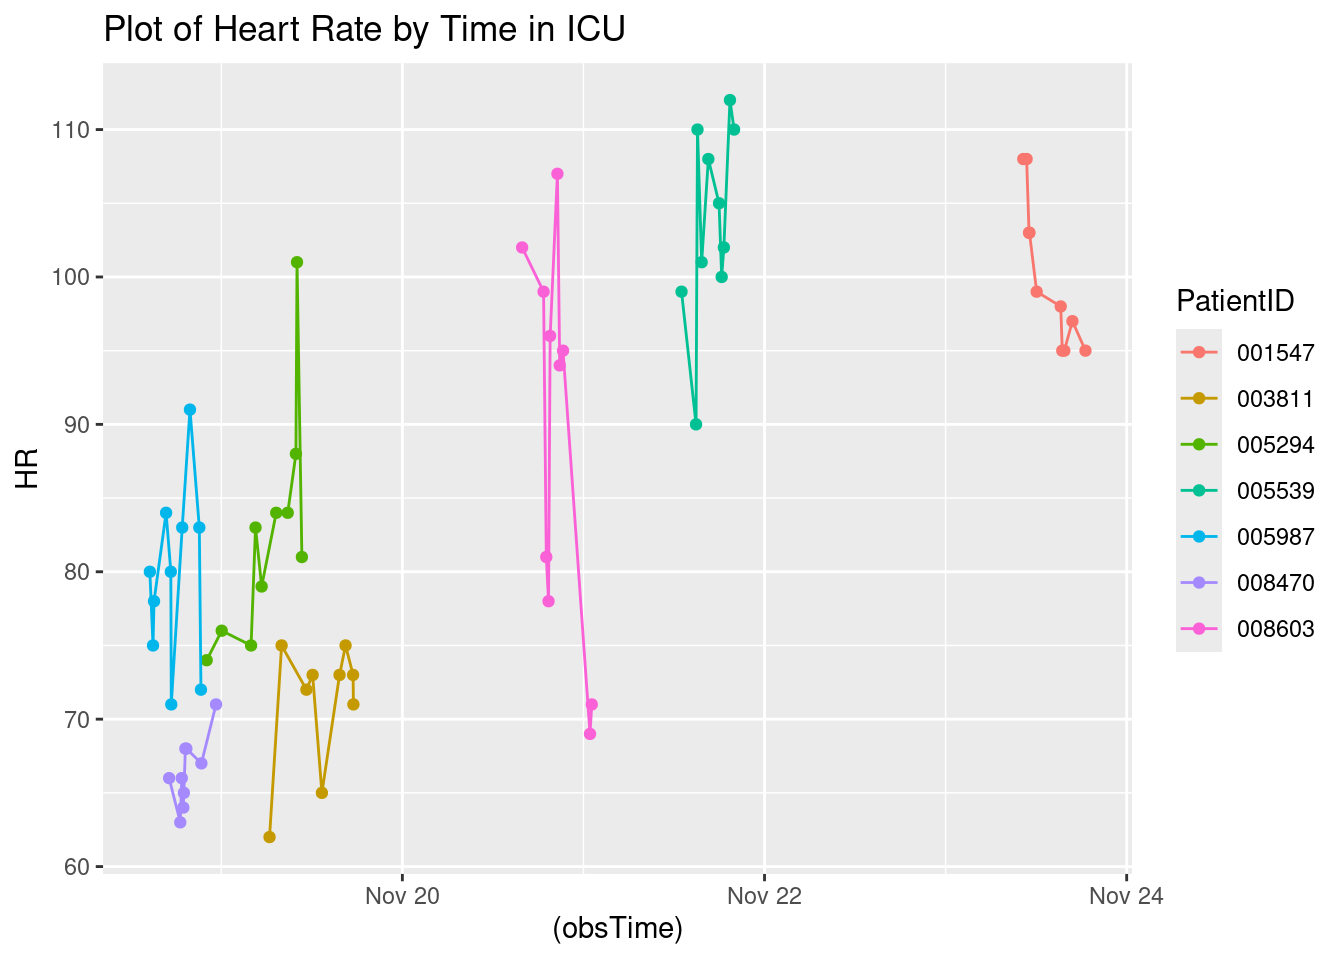 Plot of Heart Rate by Time in ICU
110
100
90
80
70
60
HR
Nov 20
Nov 22
Nov 24
(obsTime)
PatientID
001547
003811
005294
005539
005987
008470
008603